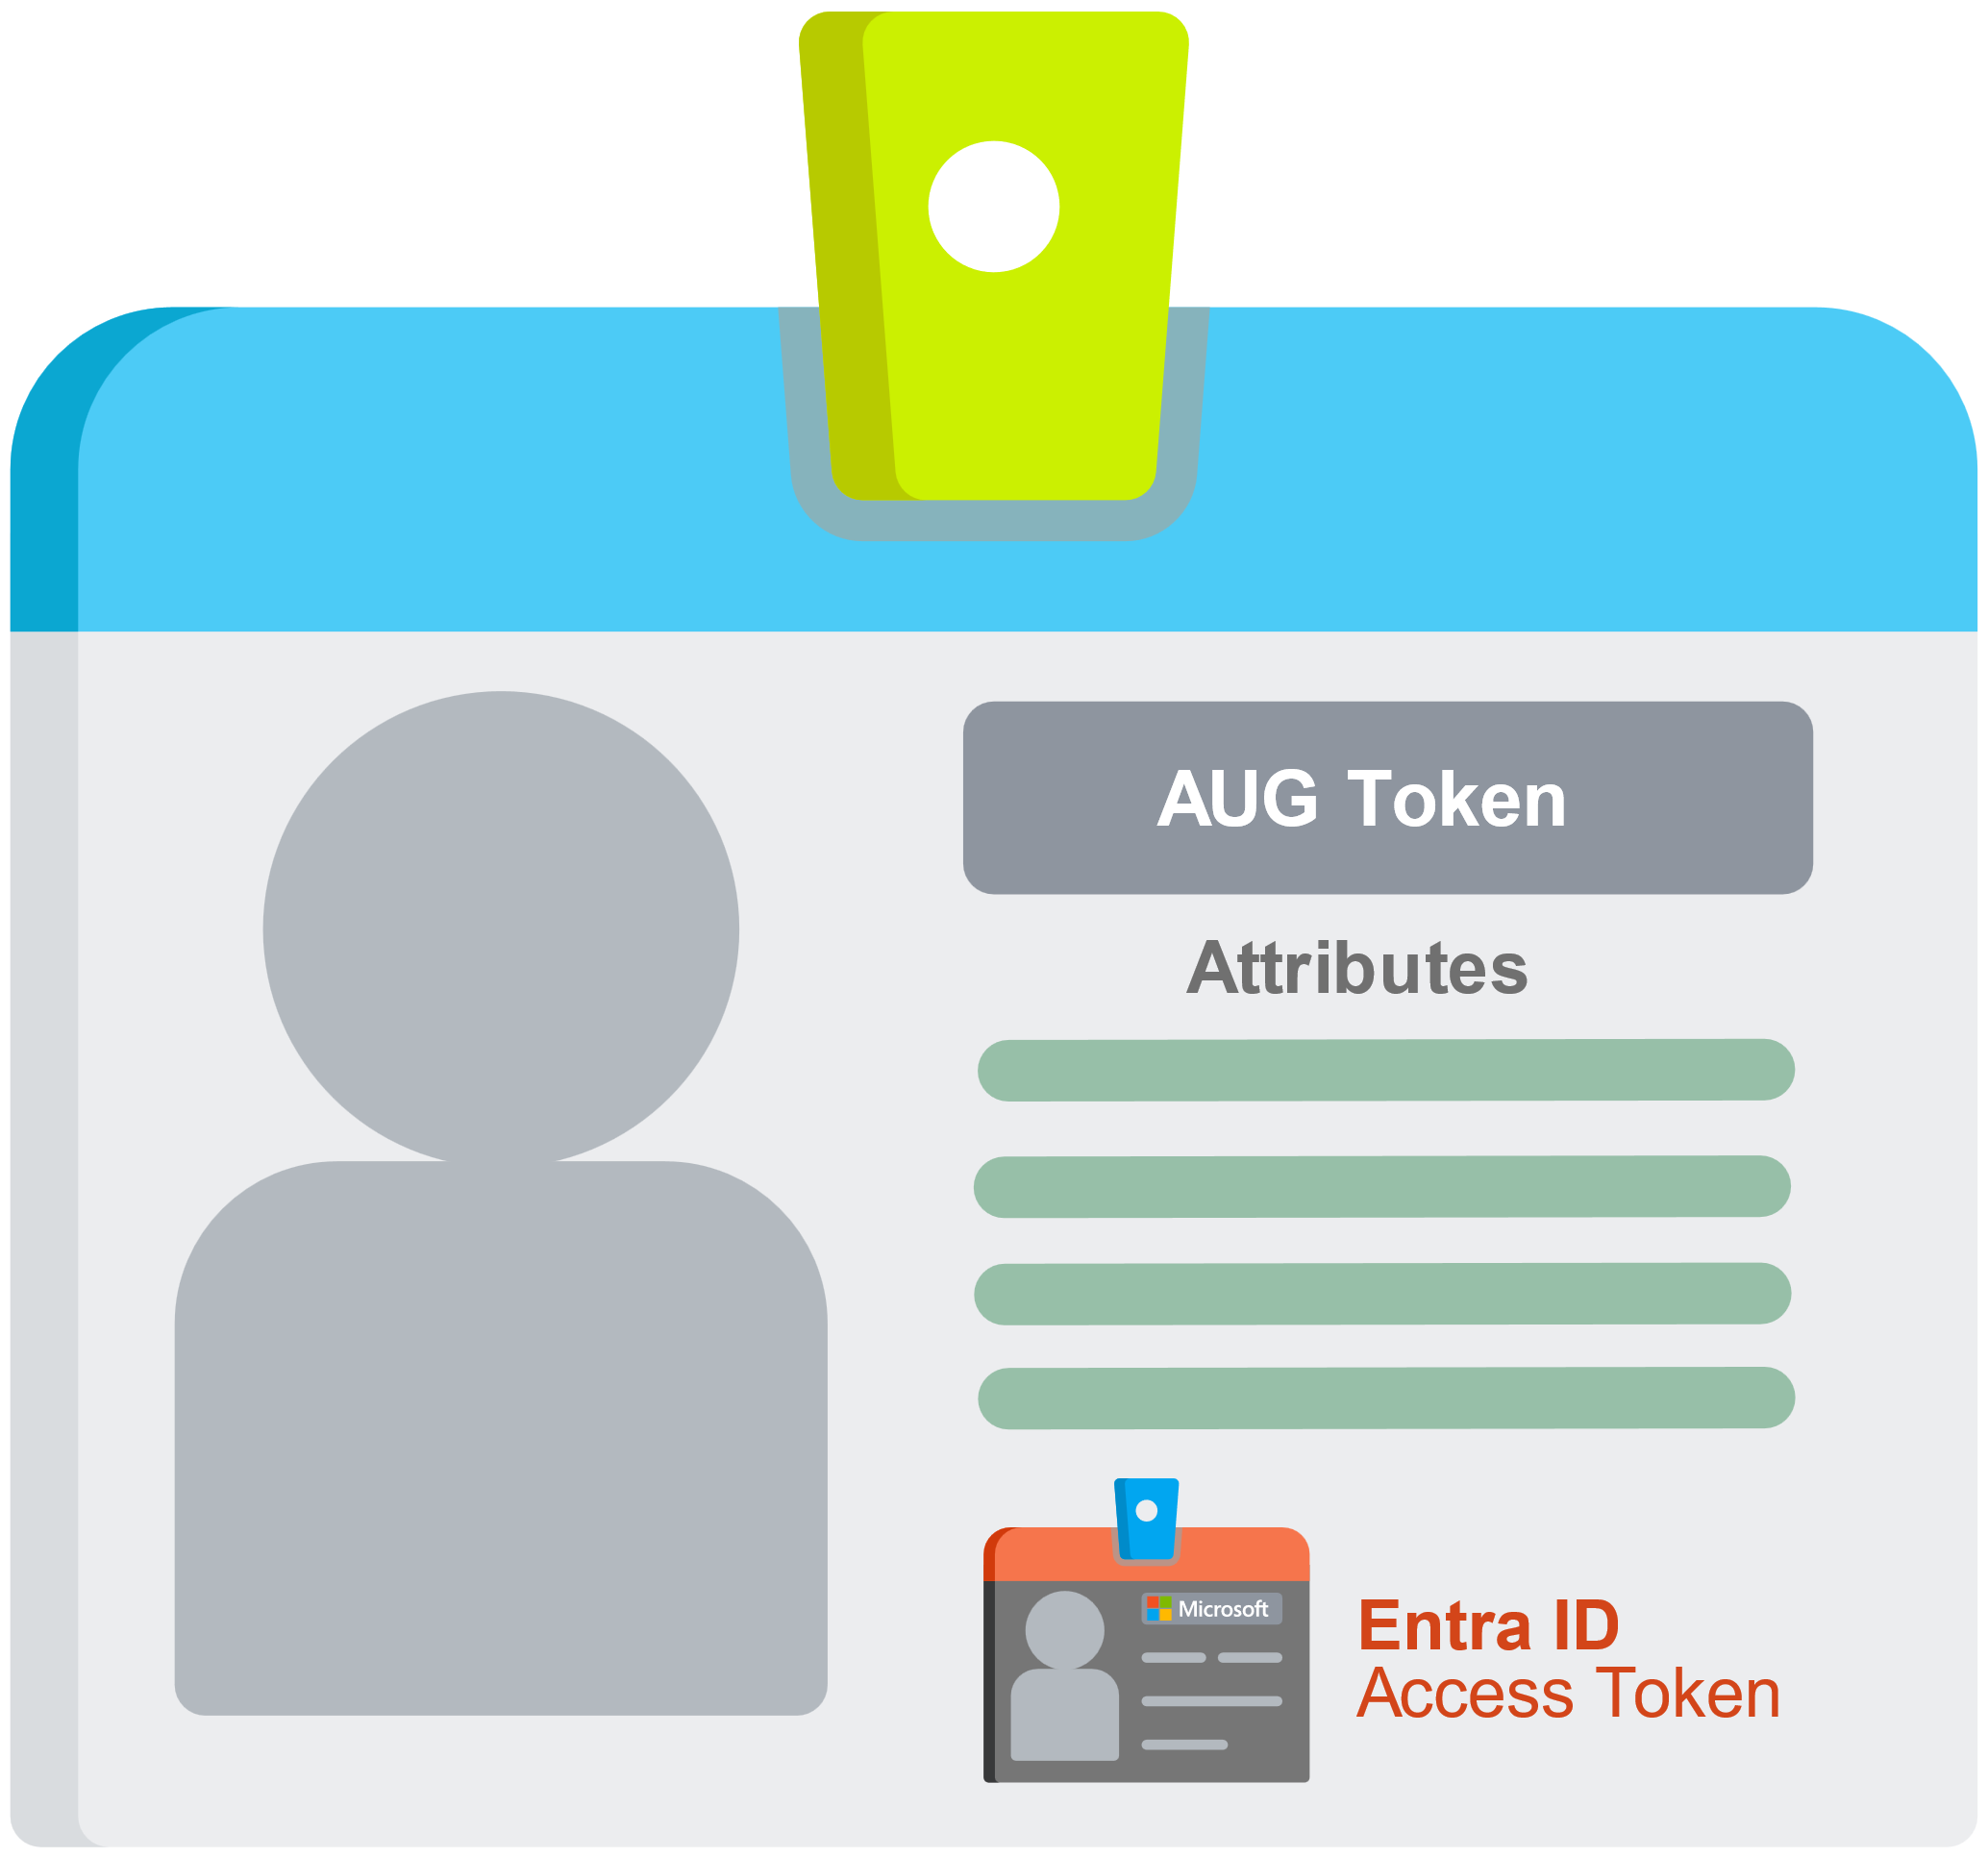 AUG Token
Attributes
Microsoft
Entra ID
Access Token